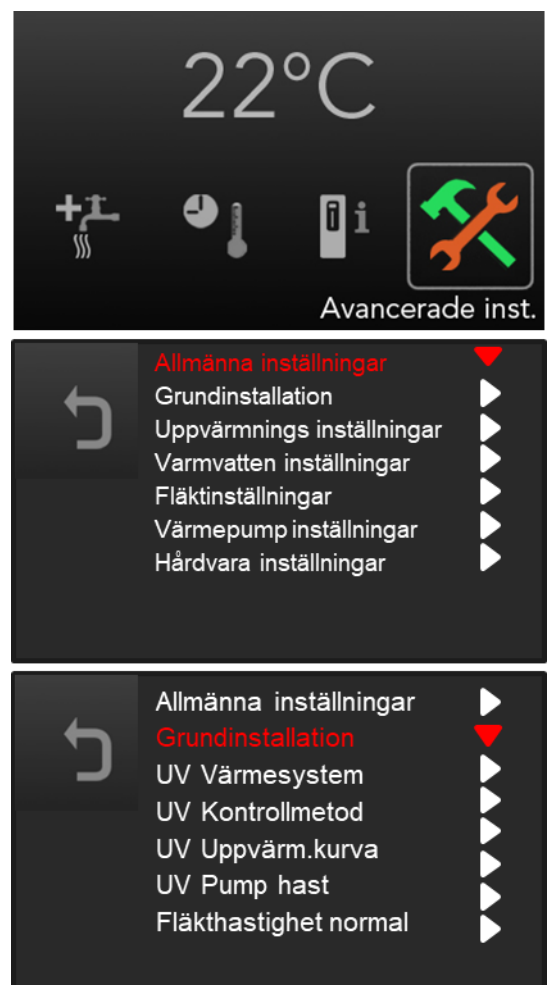 22°C
i
Avancerade inst.
Allmänna inställningar
Grundinstallation
Uppvärmnings inställningar
Varmvatten inställningar
Fläktinställningar
Värmepump inställningar
Hårdvara inställningar
Allmänna inställningar
Grundinstallation
UV Värmesystem
UV Kontrollmetod
UV Uppvärm.kurva
UV Pump hast
Fläkthastighet normal